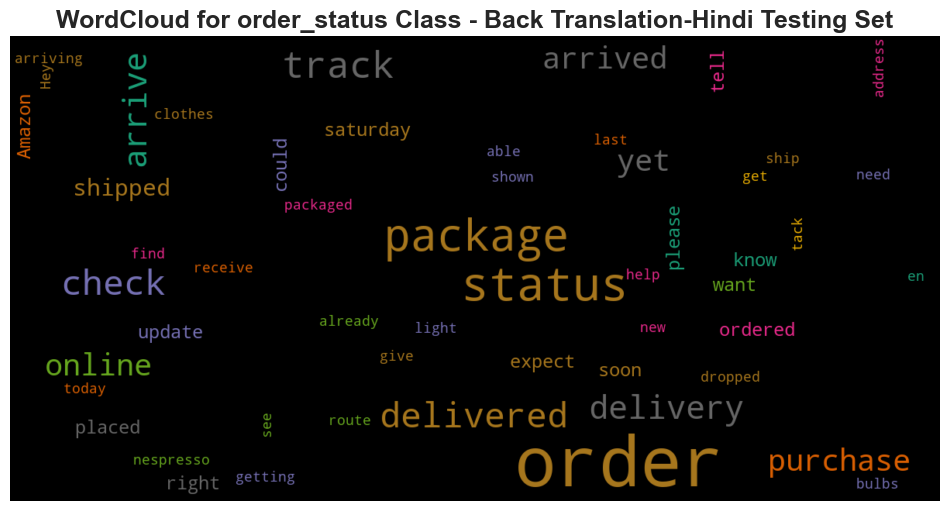 WordCloud for order_status Class - Back Translation-Hindi Testing Set
arriving
Hey
Amazon
arrive
track
arrived
tell
address
clothes
saturday
could
able
last
yet
ship
shown
get
need
shipped
packaged
package
please
tack
find
receive
check
status
help
know
want
en
update
already
light
new
ordered
online
today
give
expect
soon
dropped
placed
see
route
delivered
delivery
nespresso
right
getting
order
purchase
bulbs